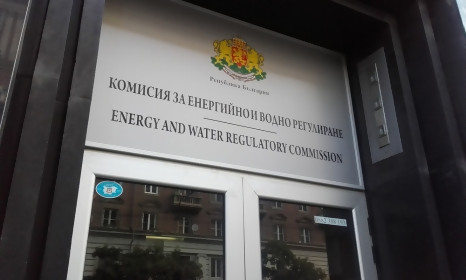 Република България
КОМИСИЯ ЗА ЕНЕРГИЙНО И ВОДНО РЕГУЛИРАНЕ
ENERGY AND WATER REGULATORY COMMISSION